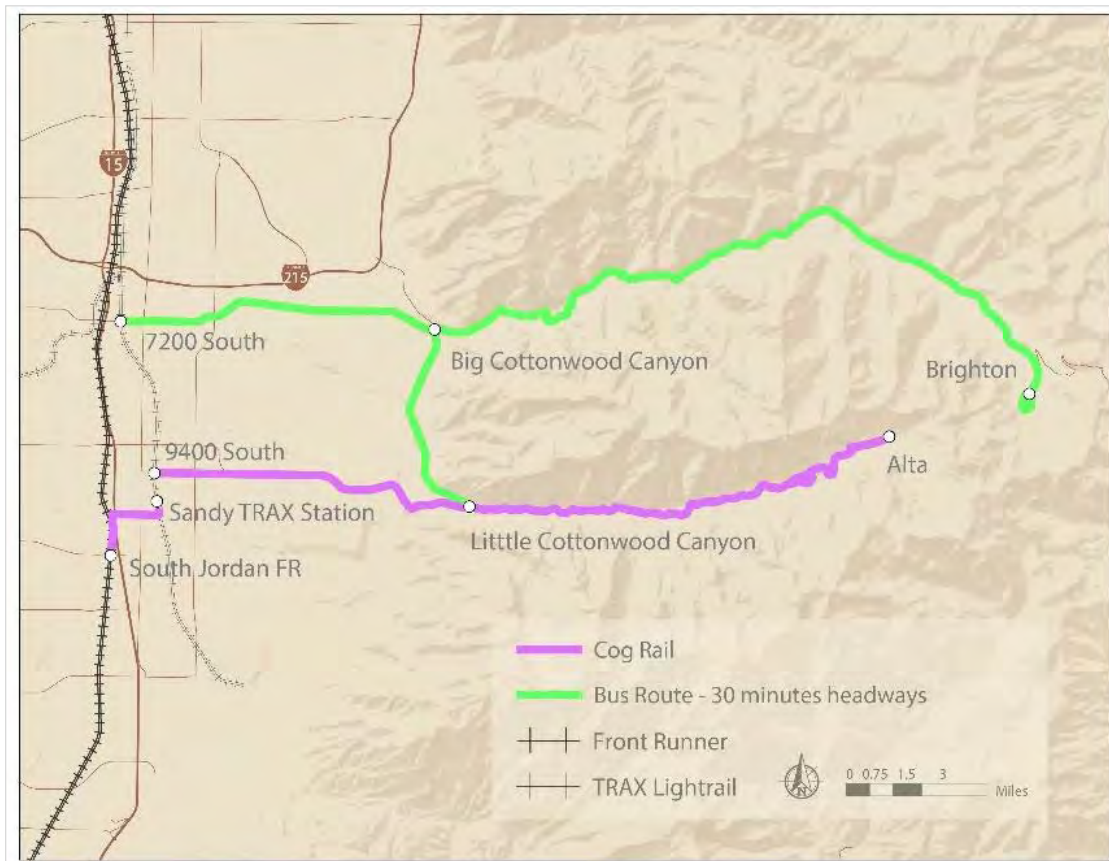 15
215
7200 South
Big Cottonwood Canyon
Brighton
9400 South
Alta
Sandy TRAX Station
Litttle Cottonwood Canyon
South Jordan FR
Cog Rail
Bus Route - 30 minutes headways
Front Runner
TRAX Lightrail
N
0 0.75 1.5 3
Miles